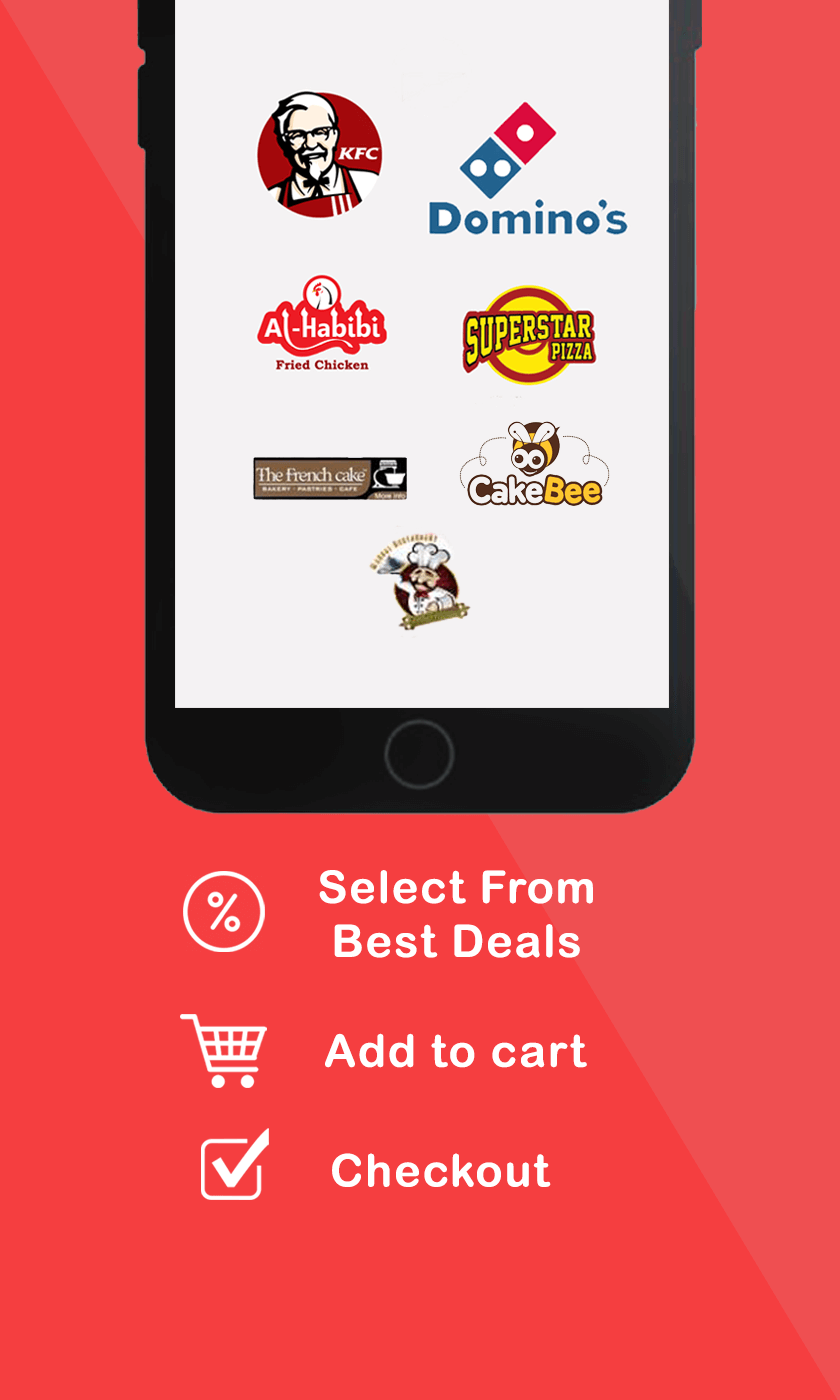 KFC
Domino's
Al-Habibi
Fried Chicken
SUPERSTAR
PIZZA
The French cake
BAKERY · PASTRIES · CAFE
More info
CakeBee
Select From
Best Deals
Add to cart
Checkout